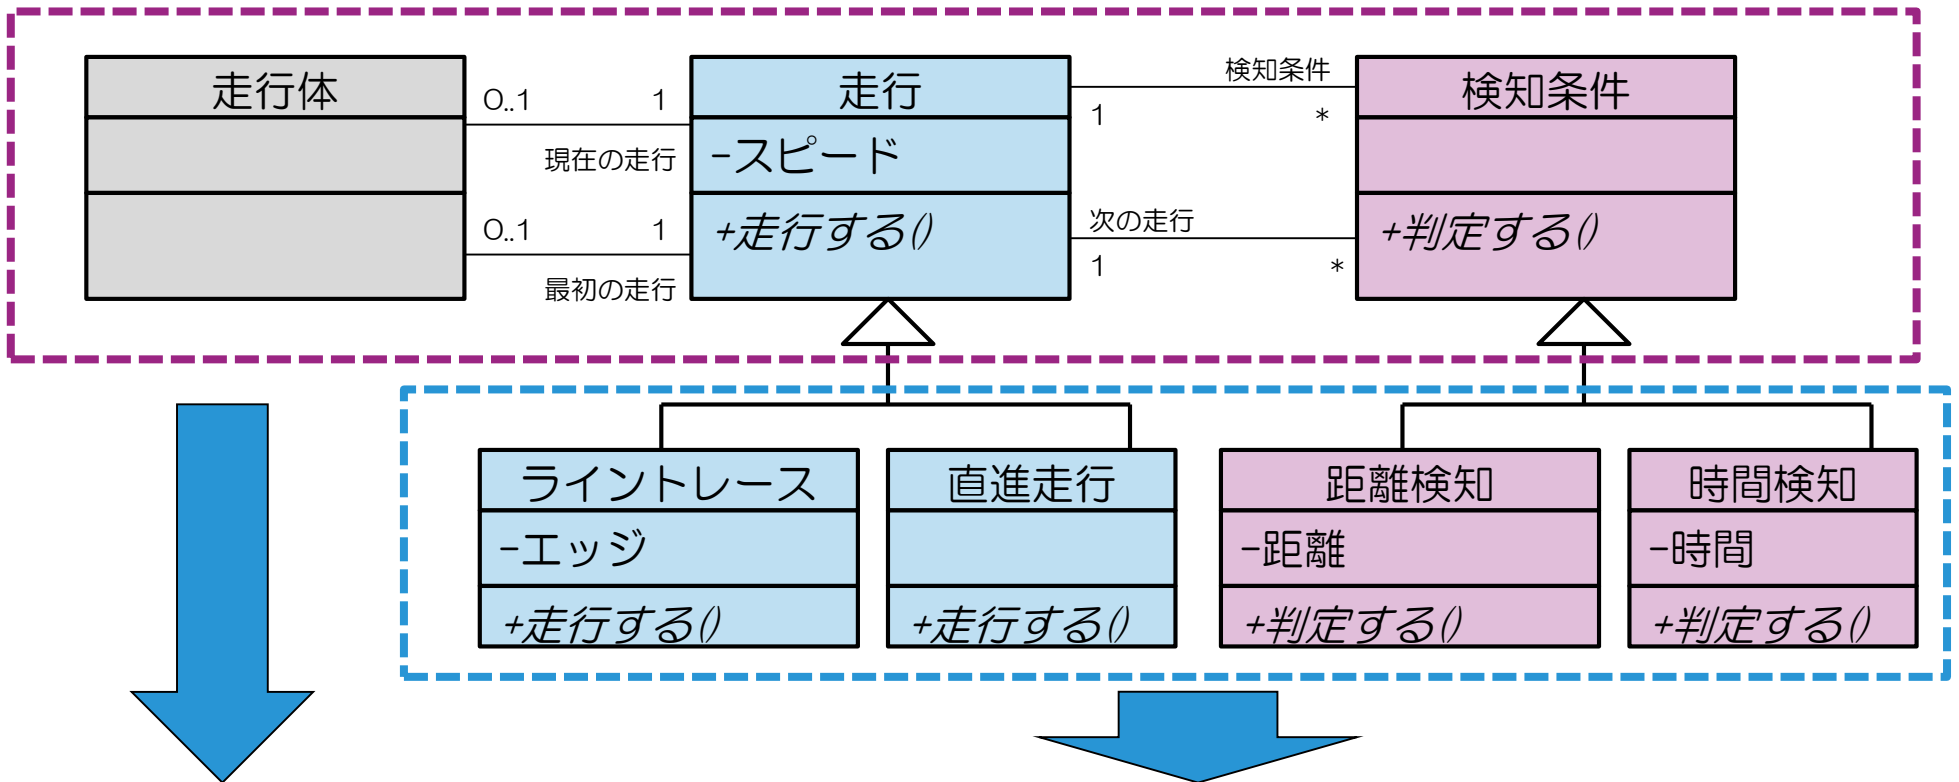 走行体
0..1
1
現在の走行
0..1
1
最初の走行
走行
-スピード
+走行する()
検知条件
1
*
次の走行
1
*
検知条件
+判定する()
ライントレース
-エッジ
+走行する()
直進走行
+走行する()
距離検知
-距離
+判定する()
時間検知
-時間
+判定する()